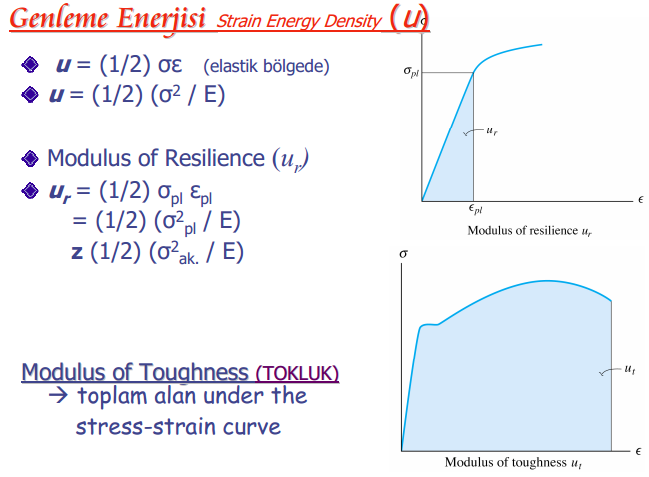 Genleme Enerjisi Strain Energy Density (u)
u = (1/2) σε (elastik bölgede)
u = (1/2) (σ² / E)
Modulus of Resilience (uᵣ)
uᵣ = (1/2) σpl εpl
= (1/2) (σ²pl / E)
z (1/2) (σ²ak. / E)
Modulus of Toughness (TOKLUK)
→ toplam alan under the
stress-strain curve
σ
σpl
uᵣ
ϵpl
ϵ
Modulus of resilience uᵣ
σ
uₜ
ϵ
Modulus of toughness uₜ